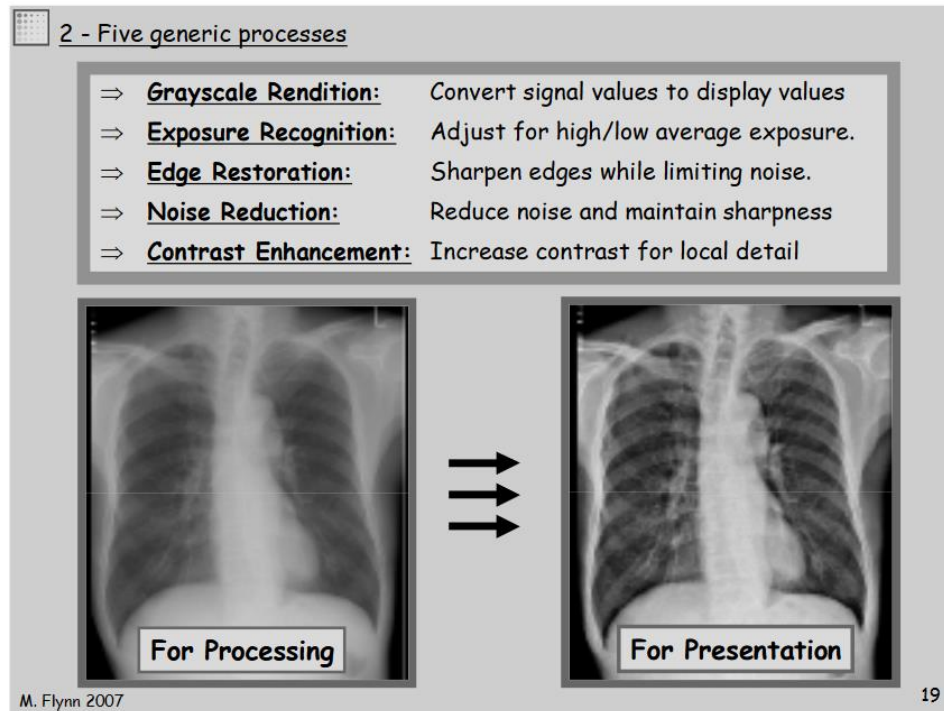 2 - Five generic processes
⇒ Grayscale Rendition: Convert signal values to display values
⇒ Exposure Recognition: Adjust for high/low average exposure.
⇒ Edge Restoration: Sharpen edges while limiting noise.
⇒ Noise Reduction: Reduce noise and maintain sharpness
⇒ Contrast Enhancement: Increase contrast for local detail
L
L
For Processing
For Presentation
M. Flynn 2007
19